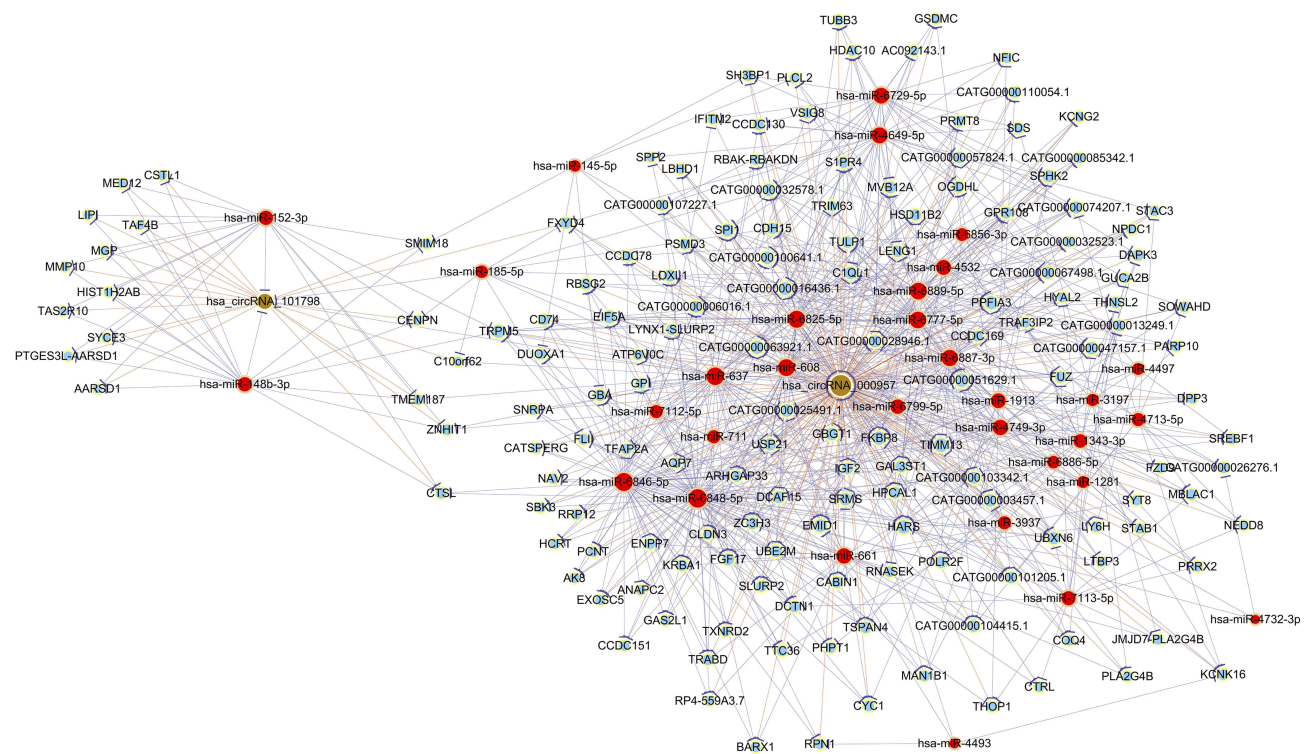 TUBB3
GSDMC
HDAC10
AC092143.1
NFIC
SH3BP1
PLCL2
hsa-miR-6729-5p
CATG00000110054.1
IFITM2
VSIG8
CCDC130
PRMT8
SDS
KCNG2
hsa-miR-4649-5p
RBAK-RBAKDN
S1PR4
CATG00000057824.1
CATG00000085342.1
hsa-miR-145-5p
SPPL2
LBHD1
SPHK2
CSTL1
MED12
CATG00000032578.1
MVB12A
OGDHL
CATG00000107227.1
TRIM63
LIPI
TAF4B
hsa-miR-152-3p
FXYD4
HSD11B2
GPR108
CATG00000074207.1
STAC3
SPI1
CDH15
hsa-miR-6856-3p
NPDC1
SMIM18
PSMD3
TULP1
LENG1
CATG00000032523.1
DAPK3
MGP
CCDC78
CATG00000100641.1
MMP10
hsa-miR-185-5p
LOXL1
C1QL1
hsa-miR-4532
CATG00000067498.1
GUCA2B
RBSG2
CATG00000016436.1
hsa-miR-6889-5p
HIST1H2AB
hsa_circRNA_101798
PPFIA3
HYAL2
THNSL2
SOWAHD
TAS2R10
CATG00000006016.1
CENPN
CD74
EIF5A
hsa-miR-6825-5p
hsa-miR-6777-5p
TRAF3IP2
CATG00000013249.1
TRPM5
LYNX1-SLURP2
SYCE3
CCDC169
CATG00000028946.1
PARP10
PTGES3L-AARSD1
DUOXA1
ATP6V0C
CATG00000063921.1
CATG00000047157.1
C10orf62
hsa-miR-6887-3p
hsa-miR-608
hsa-miR-4497
AARSD1
hsa-miR-148b-3p
GPI
hsa-miR-637
hsa_circRNA_000957
CATG00000051629.1
FUZ
GBA
TMEM187
hsa-miR-1913
hsa-miR-3197
DPP3
SNRPA
hsa-miR-7112-5p
CATG00000025491.1
hsa-miR-6799-5p
hsa-miR-4713-5p
ZNHIT1
hsa-miR-4749-3p
FLII
hsa-miR-711
GBGT1
SREBF1
CATSPERG
TFAP2A
USP21
FKBP8
TIMM13
hsa-miR-1343-3p
AQP7
hsa-miR-6886-5p
IGF2
GAL3ST1
CATG00000026276.1
NAV2
ARHGAP33
CATG00000103342.1
hsa-miR-6846-5p
hsa-miR-1281
CTSL
hsa-miR-6848-5p
DCAF15
SRMS
HPCAL1
MBLAC1
SBK3
RRP12
CATG00000003457.1
SYT8
ZC3H3
EMID1
HARS
hsa-miR-3937
LY6H
STAB1
NEDD8
HCRT
PCNT
ENPP7
CLDN3
UBE2M
UBXN6
hsa-miR-661
FGF17
POLR2F
LTBP3
PRRX2
KRBA1
RNASEK
CATG00000101205.1
ANAPC2
SLURP2
CABIN1
EXOSC5
hsa-miR-7113-5p
DCTN1
GAS2L1
hsa-miR-4732-3p
TXNRD2
TSPAN4
CATG00000104415.1
CCDC151
PHPT1
COQ4
JMJD7-PLA2G4B
TTC36
TRABD
MAN1B1
PLA2G4B
KCNK16
CTRL
RP4-559A3.7
CYC1
THOP1
BARX1
RPN1
hsa-miR-4493